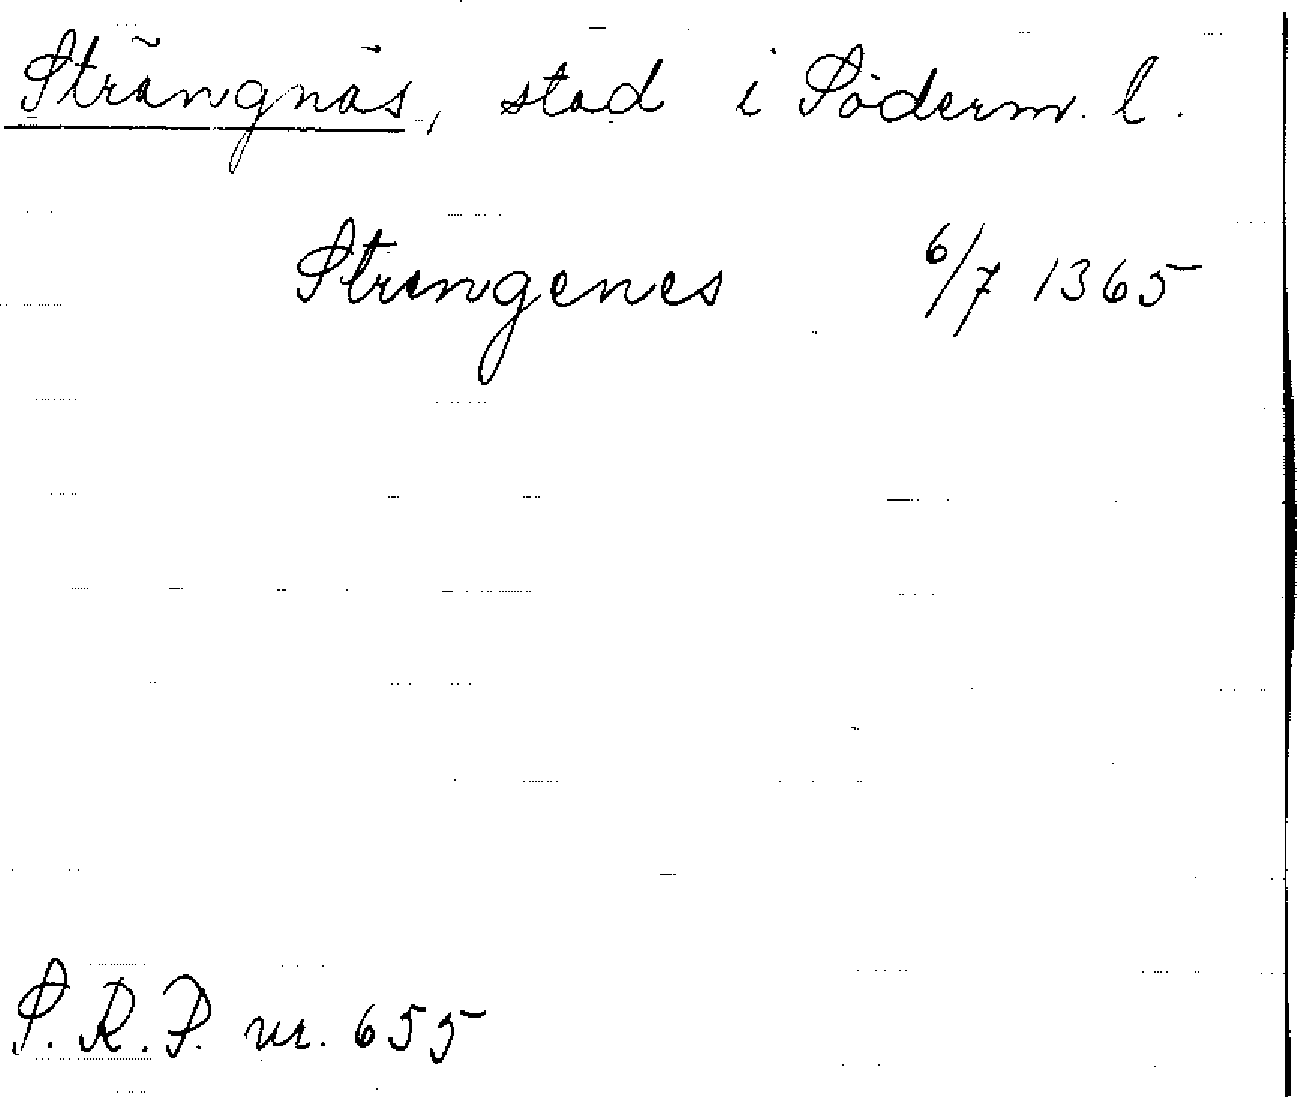 Strängnäs, stad i Söderm. l.
Strengenes 6/7 1365
S. R. P. nr. 655